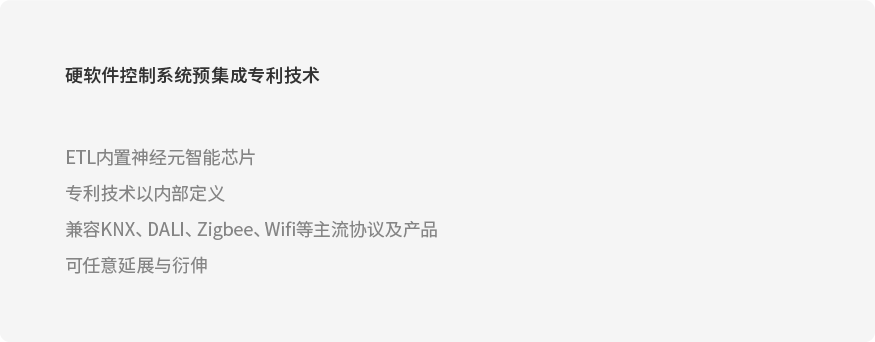 硬软件控制系统预集成专利技术
ETL内置神经元智能芯片
专利技术以内部定义
兼容KNX、DALI、Zigbee、Wifi等主流协议及产品
可任意延展与衍伸